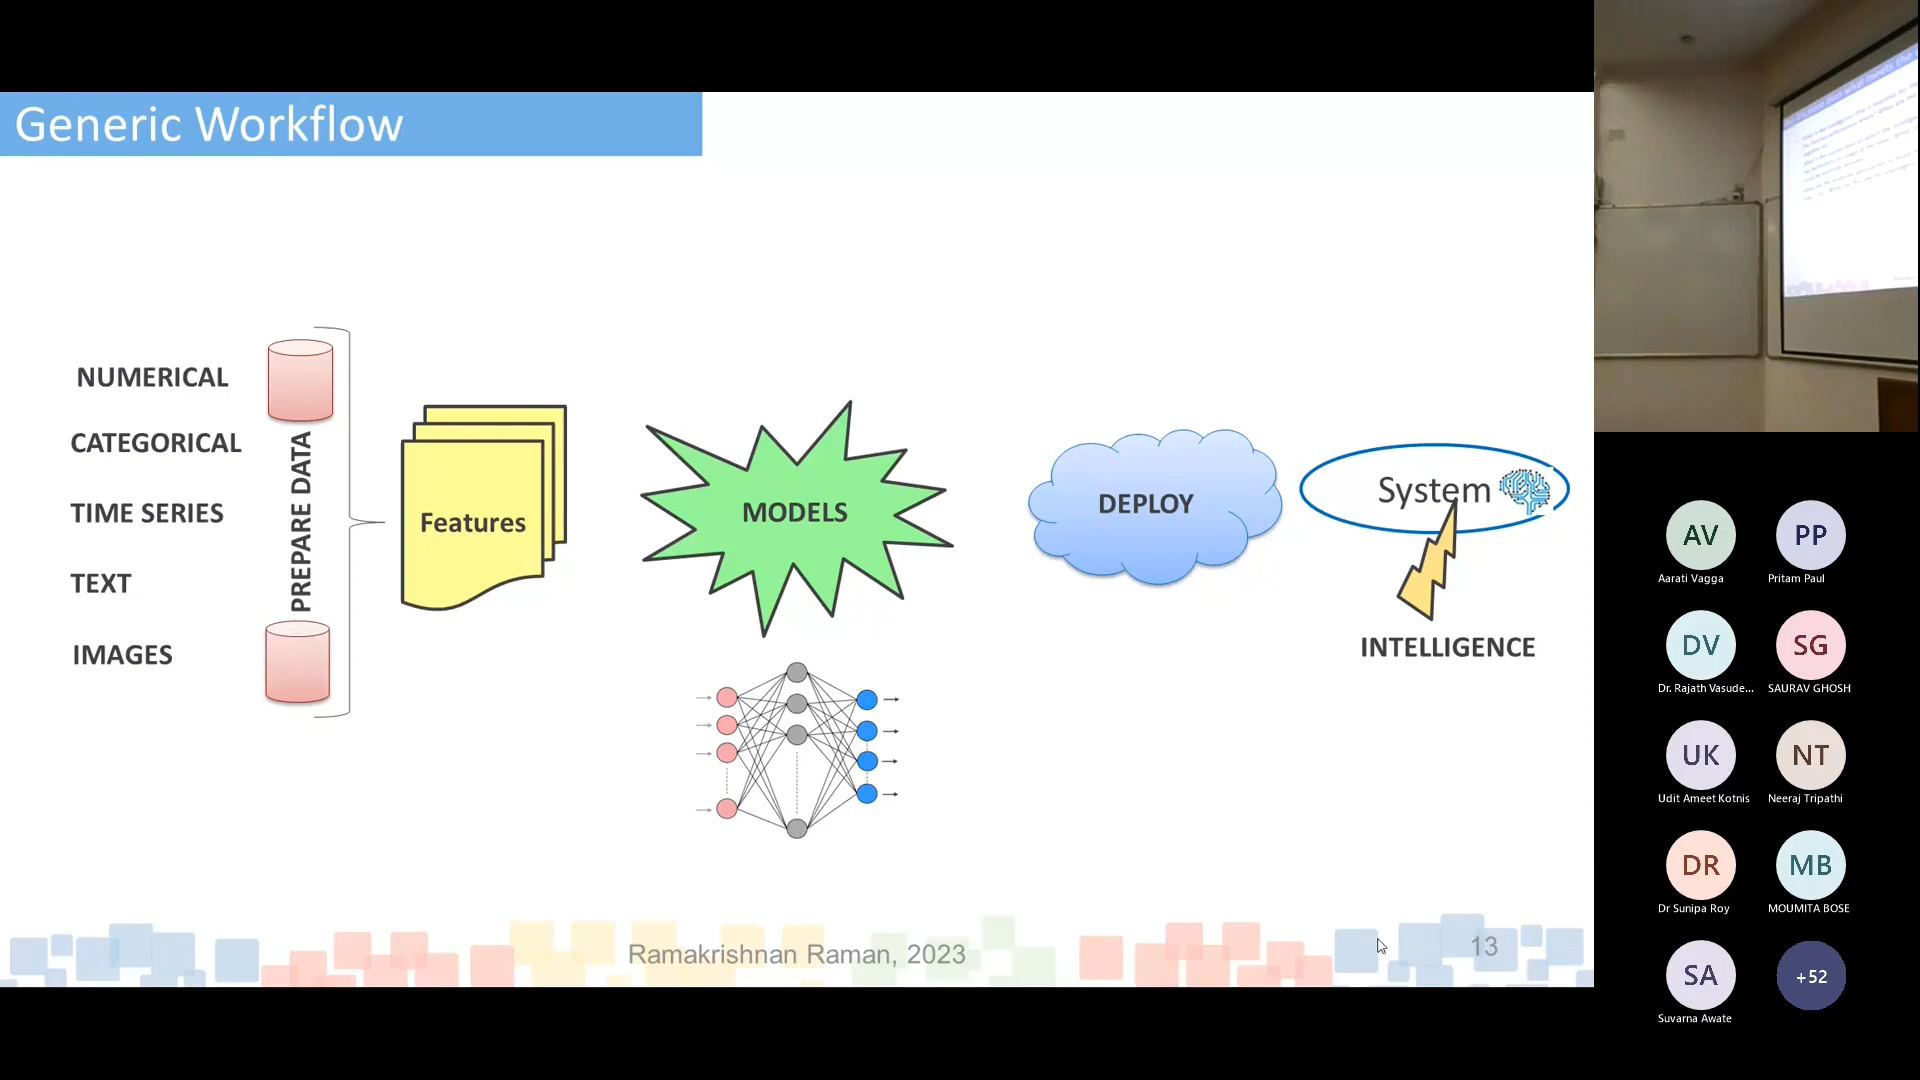 Generic Workflow
NUMERICAL
CATEGORICAL
TIME SERIES
TEXT
IMAGES
PREPARE DATA
Features
MODELS
DEPLOY
System
INTELLIGENCE
Ramakrishnan Raman, 2023
13
AV
Aarati Vagga
PP
Pritam Paul
DV
Dr. Rajath Vasude...
SG
SAURAV GHOSH
UK
Udit Ameet Kotnis
NT
Neeraj Tripathi
DR
Dr Sunipa Roy
MB
MOUMITA BOSE
SA
Suvarna Awate
+52